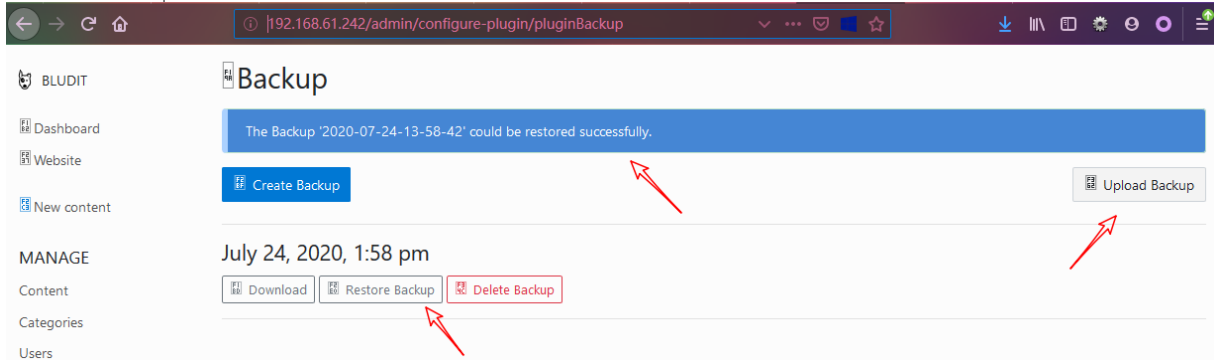 192.168.61.242/admin/configure-plugin/pluginBackup
BLUDIT
Backup
Dashboard
The Backup '2020-07-24-13-58-42' could be restored successfully.
Website
Create Backup
Upload Backup
New content
MANAGE
July 24, 2020, 1:58 pm
Content
Download
Restore Backup
Delete Backup
Categories
Users